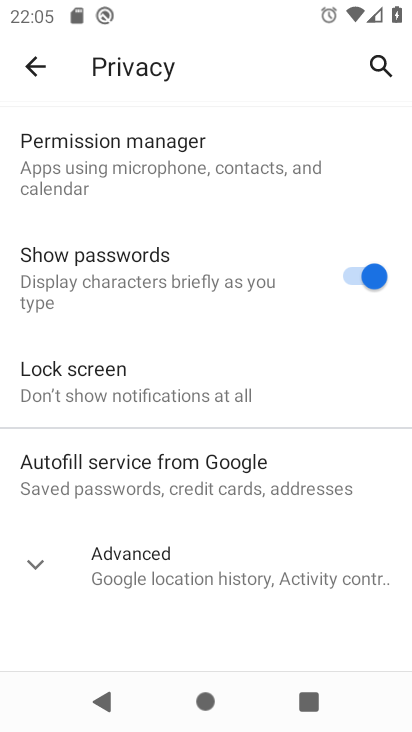 22:05
Privacy
Permission manager
Apps using microphone, contacts, and
calendar
Show passwords
Display characters briefly as you
type
Lock screen
Don't show notifications at all
Autofill service from Google
Saved passwords, credit cards, addresses
Advanced
Google location history, Activity contr..